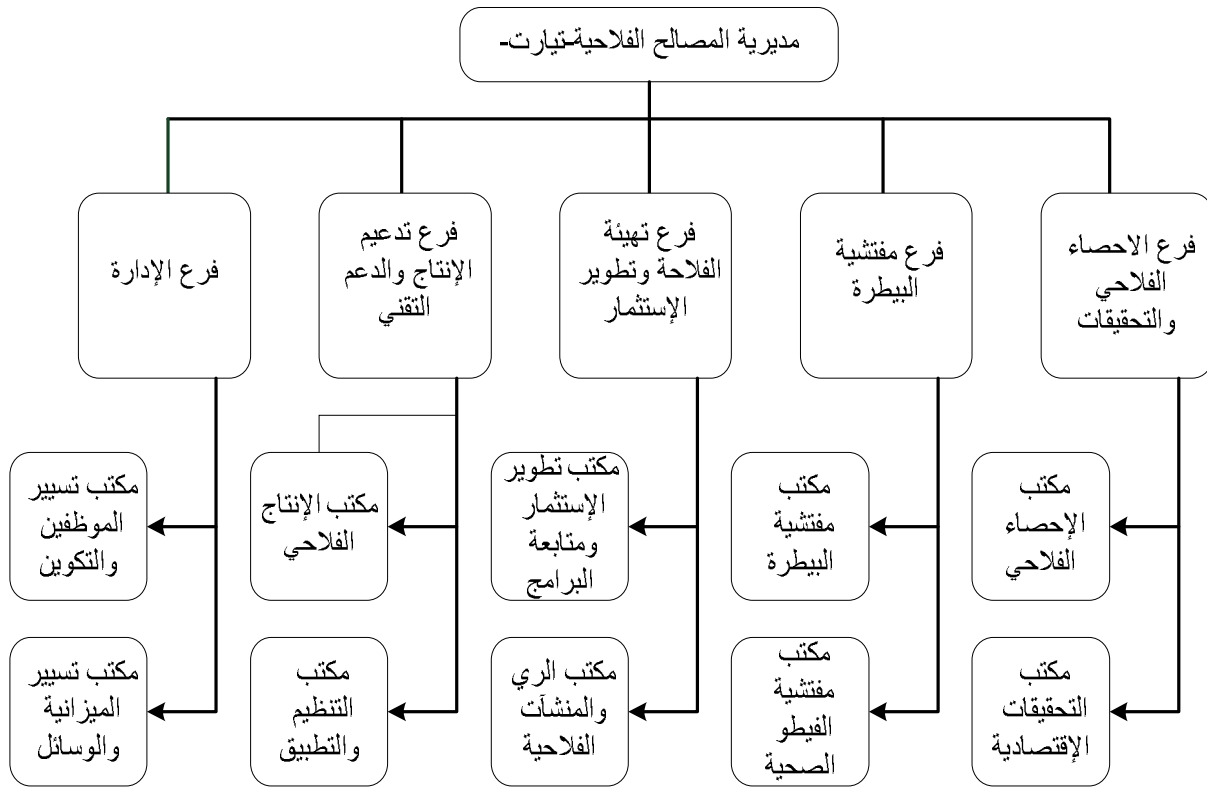 مديرية المصالح الفلاحية-تيارت-
فرع الاحصاء
الفلاحي
والتحقيقات
فرع مفتشية
البيطرة
فرع تهيئة
الفلاحة وتطوير
الإستثمار
فرع تدعيم
الإنتاج والدعم
التقني
فرع الإدارة
مكتب
الإحصاء
الفلاحي
مكتب
مفتشية
البيطرة
مكتب تطوير
الإستثمار
ومتابعة
البرامج
مكتب الإنتاج
الفلاحي
مكتب تسيير
الموظفين
والتكوين
مكتب
التحقيقات
الإقتصادية
مكتب
مفتشية
الفيطو
الصحية
مكتب الري
والمنشآت
الفلاحية
مكتب
التنظيم
والتطبيق
مكتب تسيير
الميزانية
والوسائل